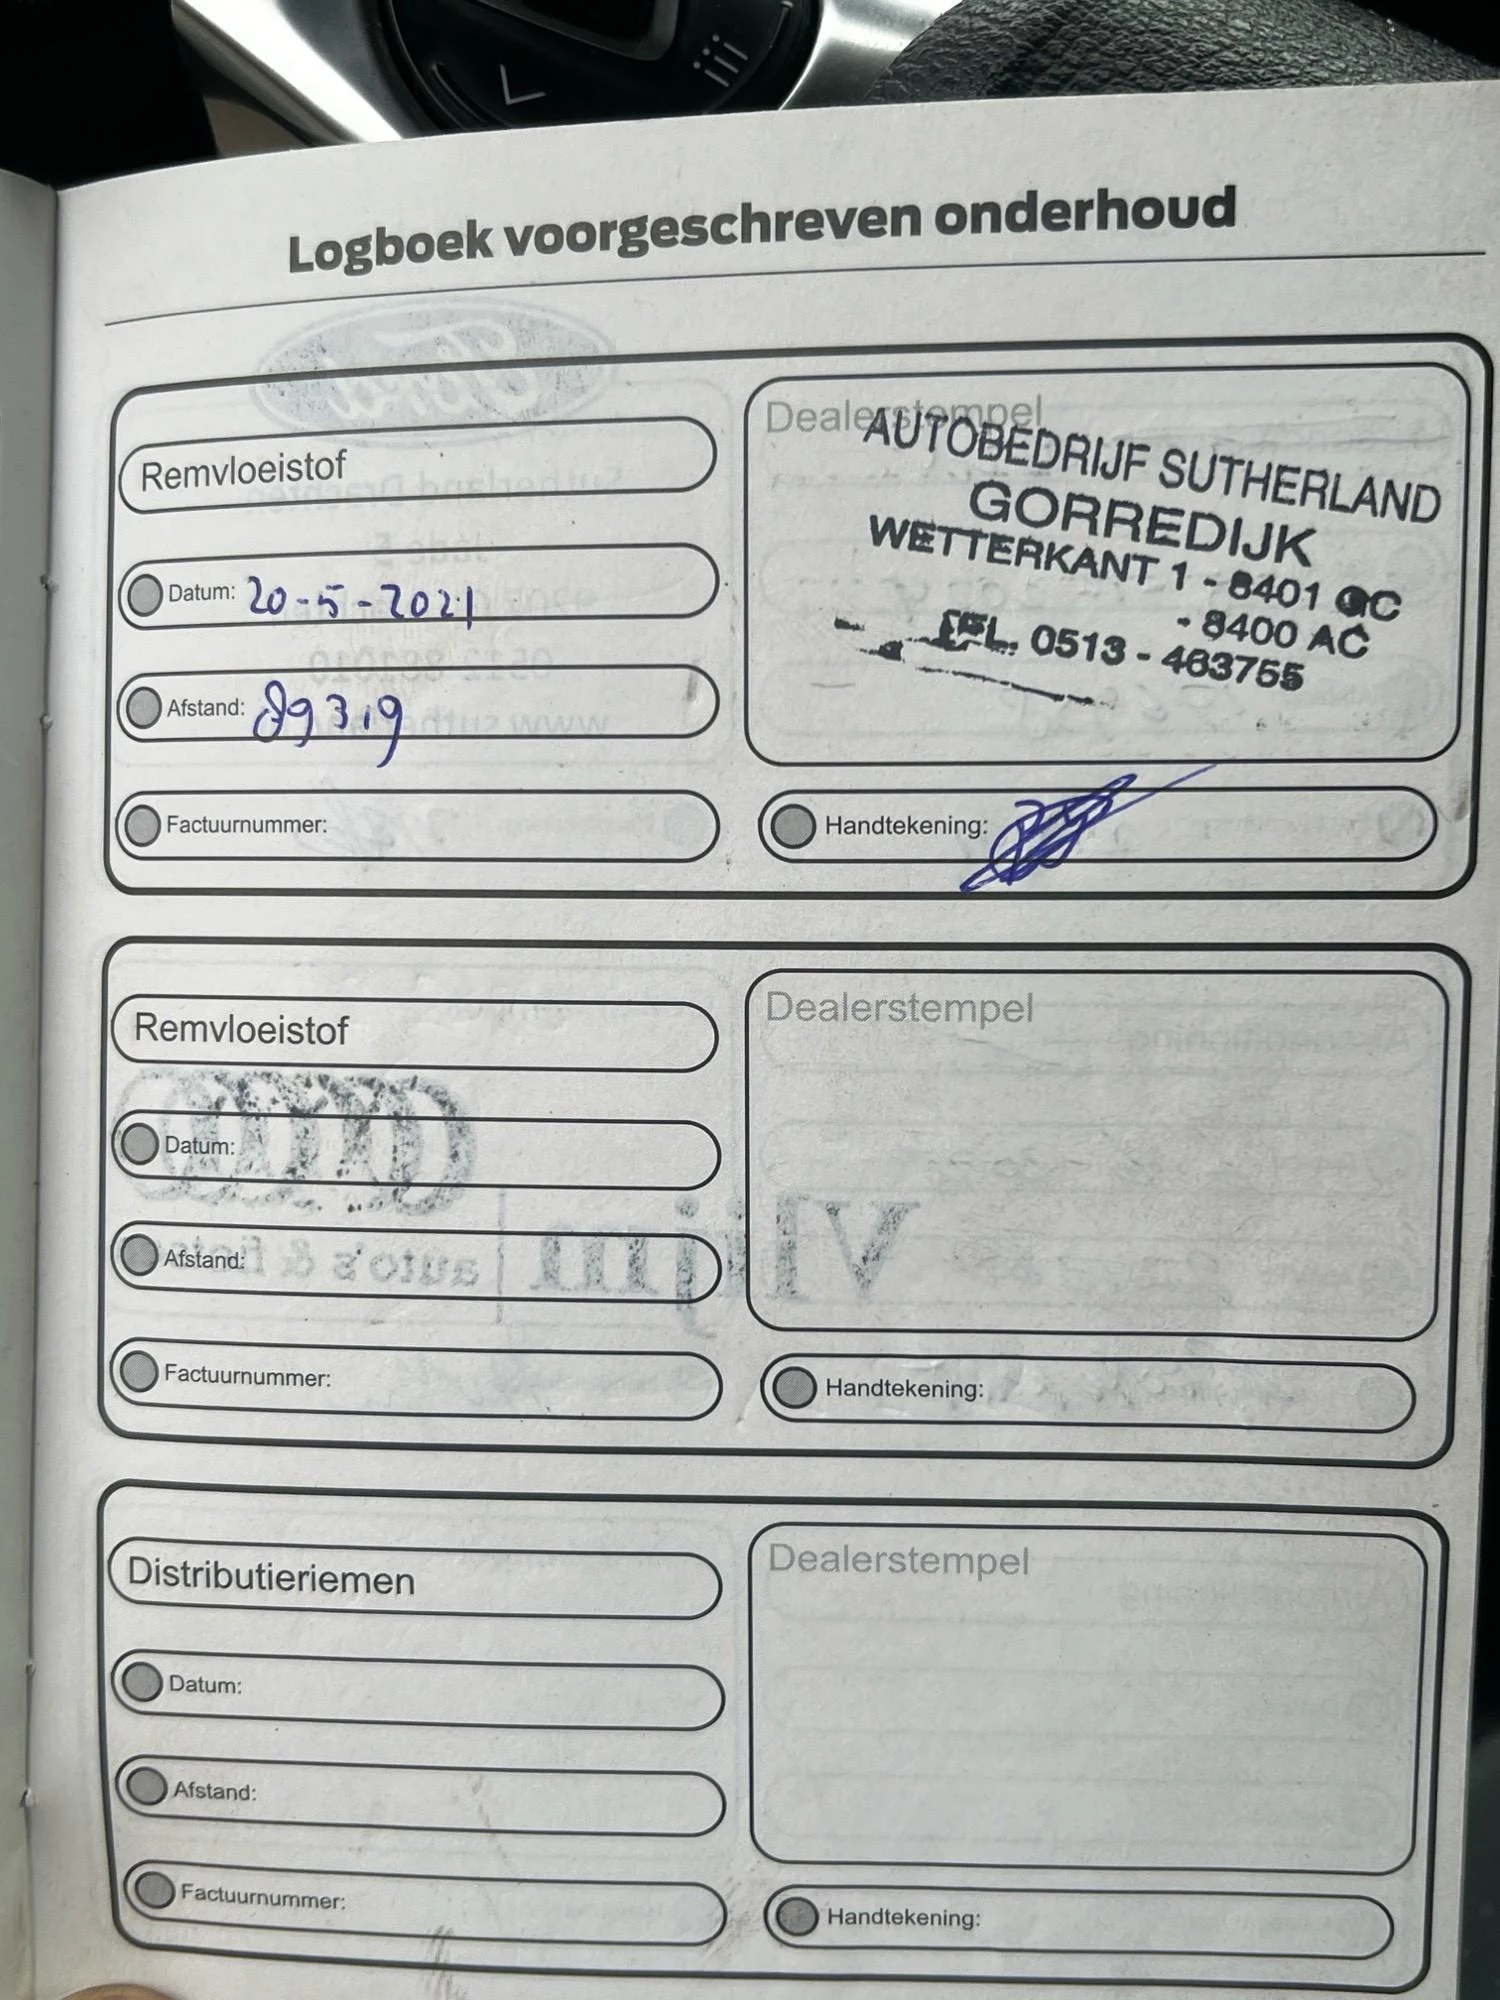 Logboek voorgeschreven onderhoud
Remvloeistof
Datum: 20-5-2021
Afstand: 89319
Factuurnummer:
Dealerstempel
AUTOBEDRIJF SUTHERLAND
GORREDIJK
WETTERKANT 1 - 8401 GC
- 8400 AC
TEL. 0513 - 463755
Handtekening:
Remvloeistof
Datum:
Afstand:
Factuurnummer:
Dealerstempel
Handtekening:
Distributieriemen
Datum:
Afstand:
Factuurnummer:
Dealerstempel
Handtekening: